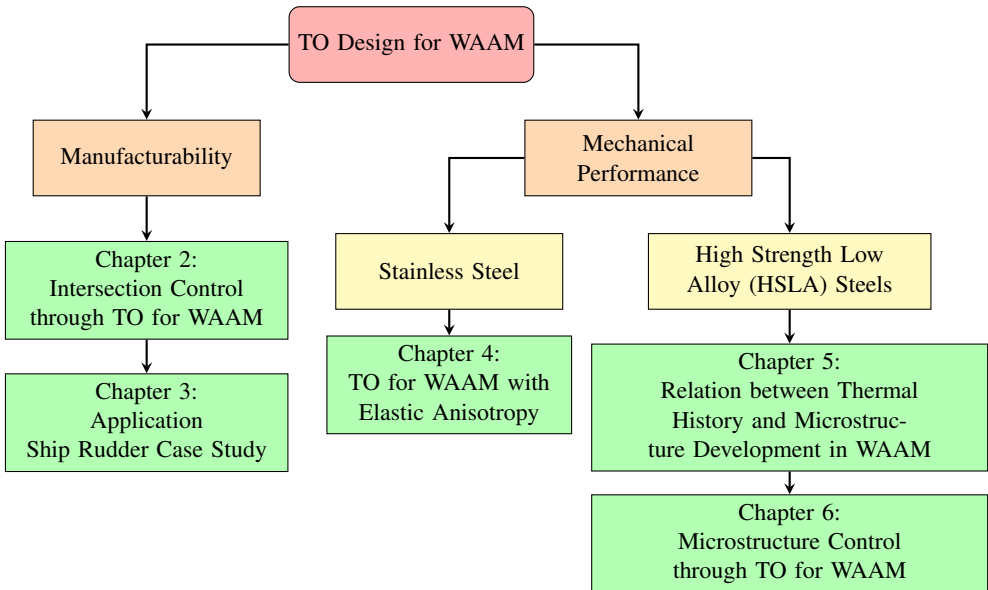 TO Design for WAAM
Manufacturability
Mechanical
Performance
Stainless Steel
High Strength Low
Alloy (HSLA) Steels
Chapter 2:
Intersection Control
through TO for WAAM
Chapter 3:
Application
Ship Rudder Case Study
Chapter 4:
TO for WAAM with
Elastic Anisotropy
Chapter 5:
Relation between Thermal
History and Microstruc-
ture Development in WAAM
Chapter 6:
Microstructure Control
through TO for WAAM